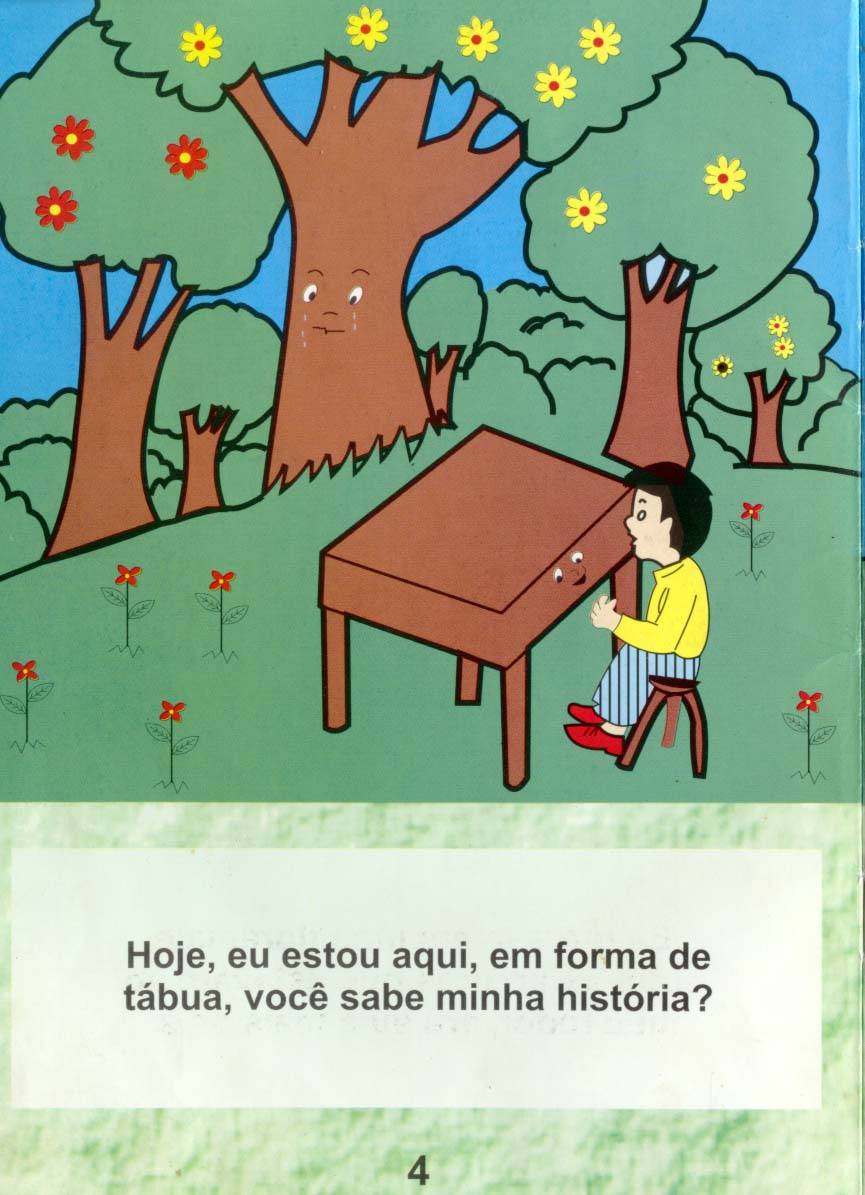 Hoje, eu estou aqui, em forma de
tábua, você sabe minha história?
4